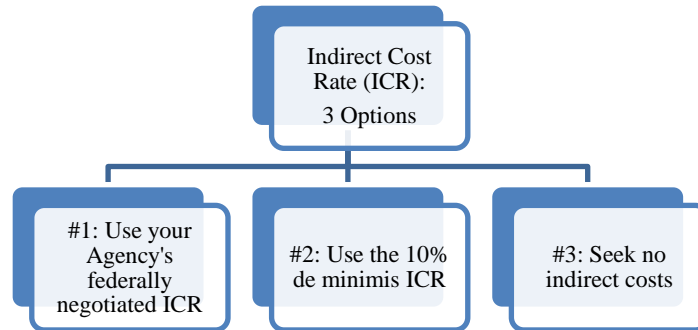 Indirect Cost
Rate (ICR):
3 Options
#1: Use your
Agency's
federally
negotiated ICR
#2: Use the 10%
de minimis ICR
#3: Seek no
indirect costs